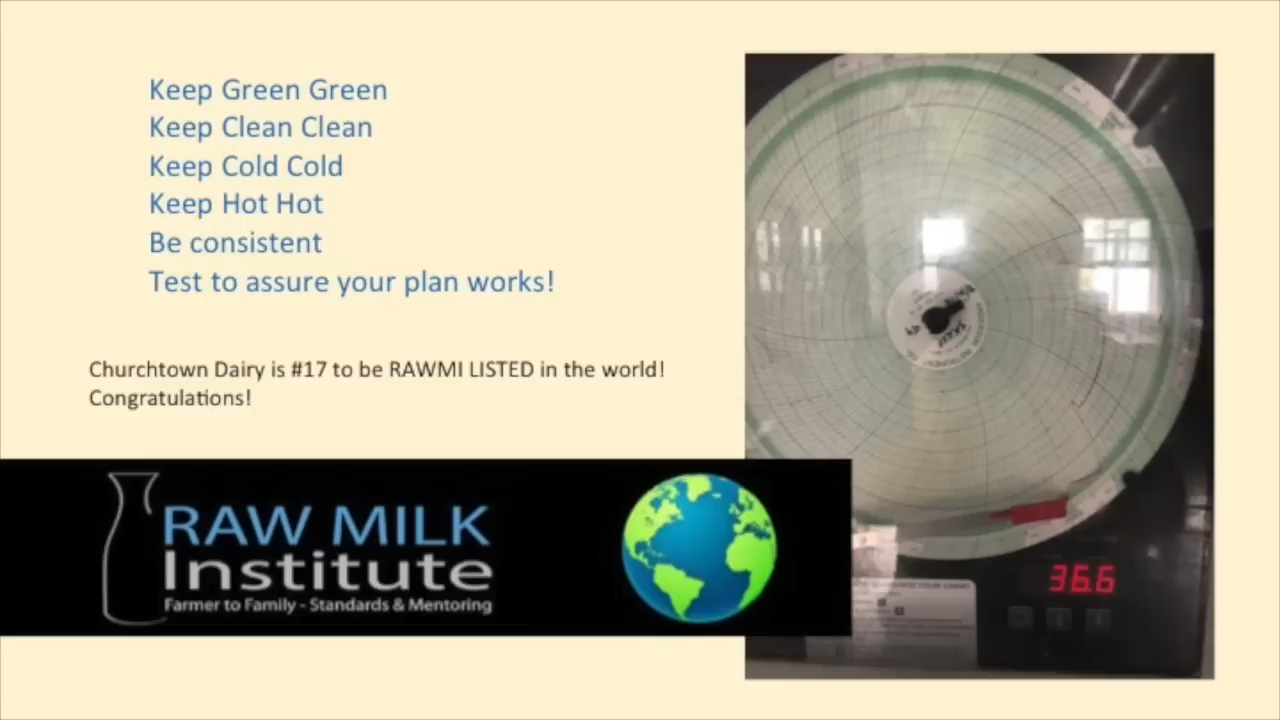 Keep Green Green
Keep Clean Clean
Keep Cold Cold
Keep Hot Hot
Be consistent
Test to assure your plan works!
Churchtown Dairy is #17 to be RAWMI LISTED in the world!
Congratulations!
RAW MILK
Institute
Farmer to Family - Standards & Mentoring
36.6